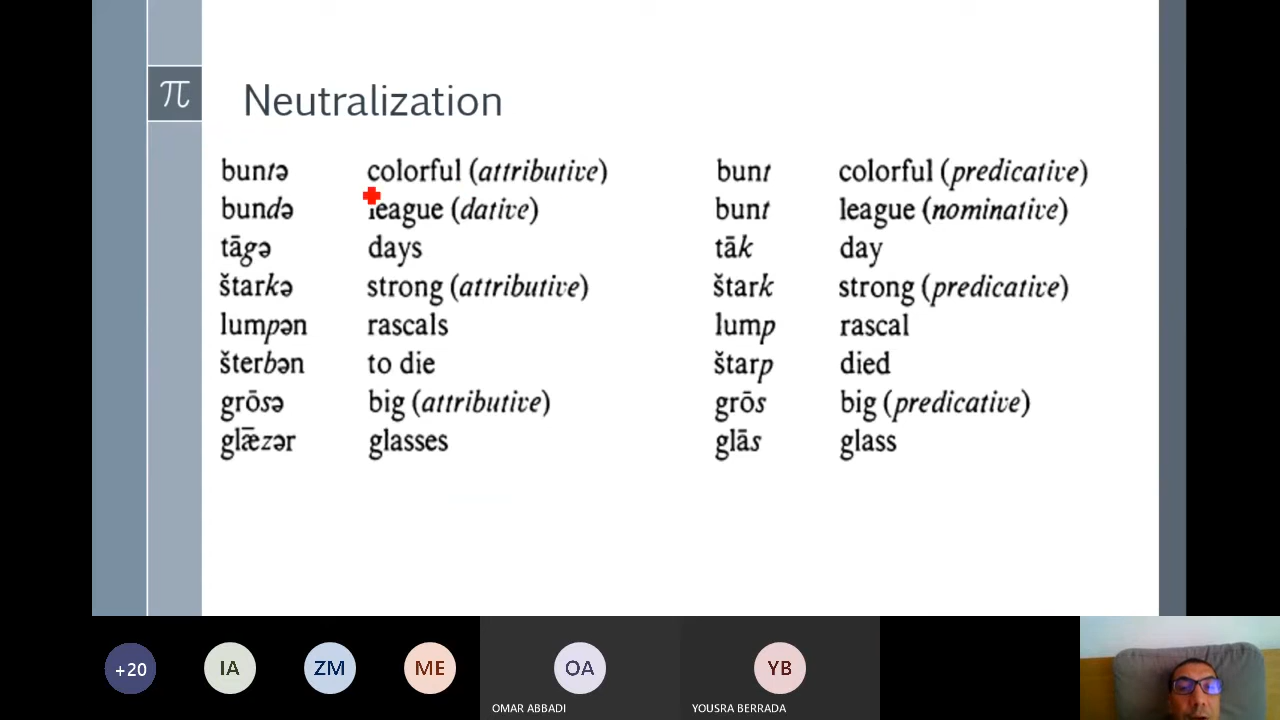 π
Neutralization
buntə colorful (attributive) bunt colorful (predicative)
bundə league (dative) bunt league (nominative)
tāgə days tāk day
štarkə strong (attributive) štark strong (predicative)
lumpən rascals lump rascal
šterbən to die štarp died
grōsə big (attributive) grōs big (predicative)
glǣzər glasses glās glass
+20 IA ZM ME OA YB
OMAR ABBADI YOUSRA BERRADA